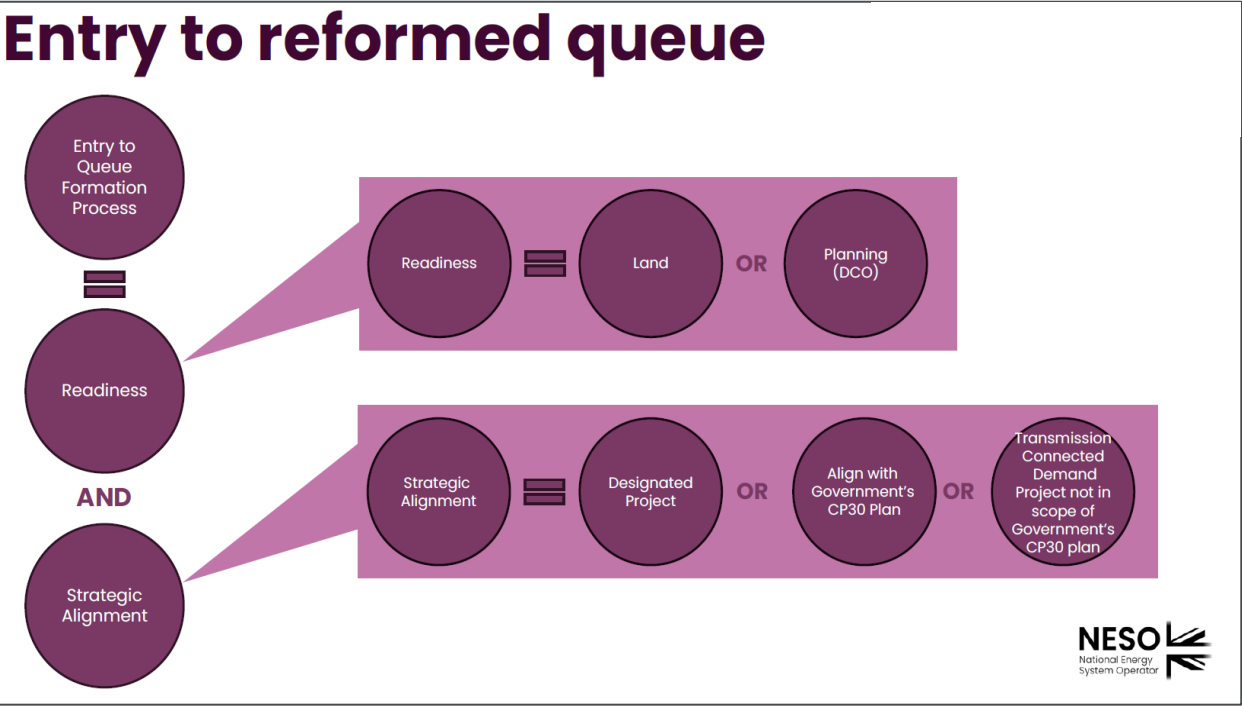 Entry to reformed queue
Entry to
Queue
Formation
Process
Readiness
AND
Strategic
Alignment
Readiness
Land
OR
Planning
(DCO)
Strategic
Alignment
Designated
Project
OR
Align with
Government's
CP30 Plan
OR
Transmission
Connected
Demand
Project not in
scope of
Government's
CP30 plan
NESO
National Energy
System Operator